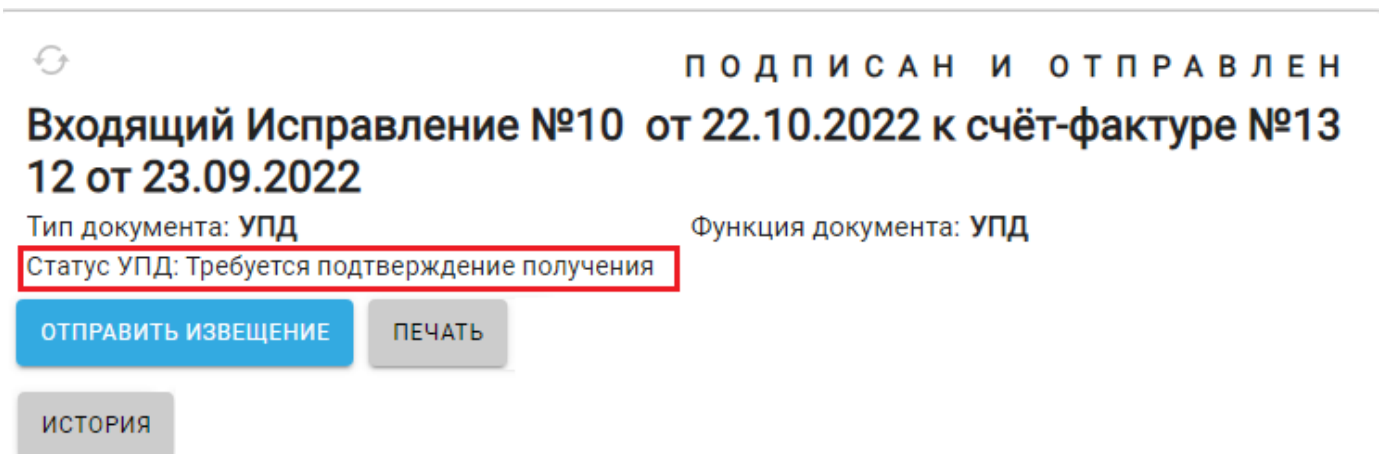 ПОДПИСАН И ОТПРАВЛЕН
Входящий Исправление №10 от 22.10.2022 к счёт-фактуре №13
12 от 23.09.2022
Тип документа: УПД Функция документа: УПД
Статус УПД: Требуется подтверждение получения
ОТПРАВИТЬ ИЗВЕЩЕНИЕ ПЕЧАТЬ
ИСТОРИЯ